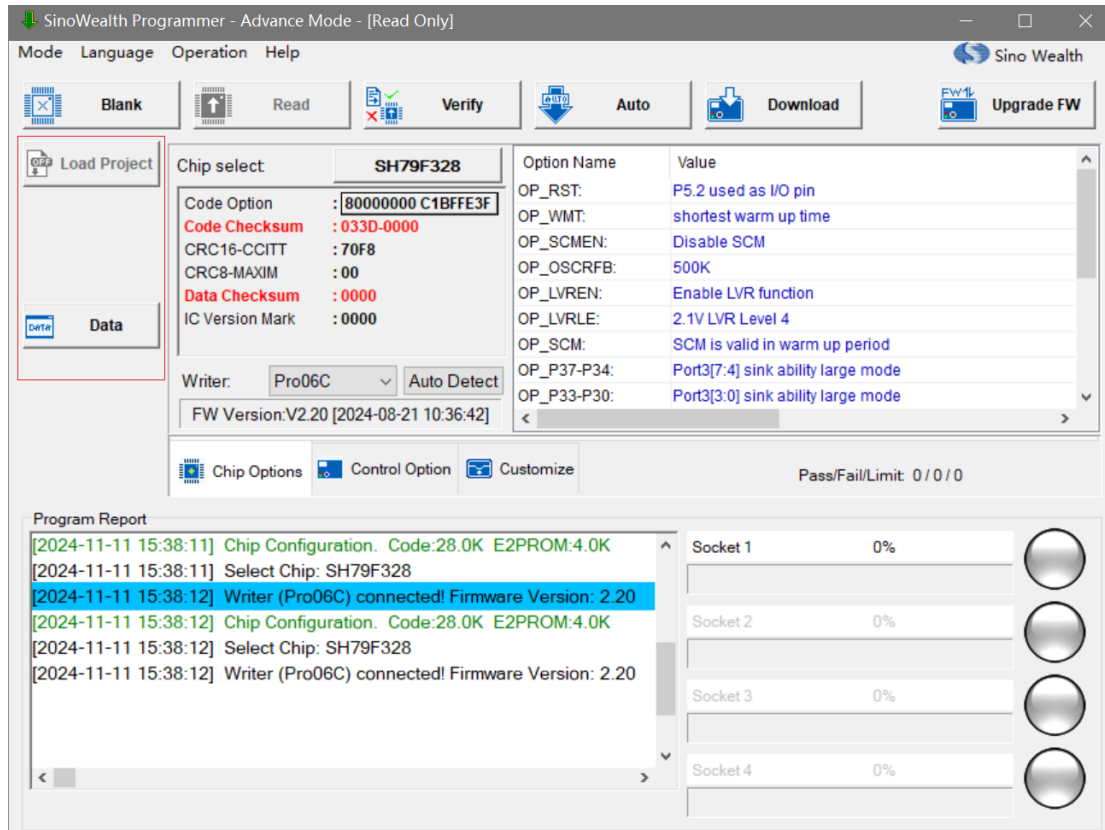 SinoWealth Programmer - Advance Mode - [Read Only]
Mode Language Operation Help
Sino Wealth
Blank
Read
Verify
AUTO
Auto
Download
FW
Upgrade FW
Load Project
DATA
Data
Chip select:
SH79F328
Code Option : 80000000 C1BFFE3F
Code Checksum : 033D-0000
CRC16-CCITT : 70F8
CRC8-MAXIM : 00
Data Checksum : 0000
IC Version Mark : 0000
Writer: Pro06C Auto Detect
FW Version:V2.20 [2024-08-21 10:36:42]
Option Name Value
OP_RST: P5.2 used as I/O pin
OP_WMT: shortest warm up time
OP_SCMEN: Disable SCM
OP_OSCRFB: 500K
OP_LVREN: Enable LVR function
OP_LVRLE: 2.1V LVR Level 4
OP_SCM: SCM is valid in warm up period
OP_P37-P34: Port3[7:4] sink ability large mode
OP_P33-P30: Port3[3:0] sink ability large mode
Chip Options
Control Option
Customize
Pass/Fail/Limit: 0 / 0 / 0
Program Report
[2024-11-11 15:38:11] Chip Configuration. Code:28.0K E2PROM:4.0K
[2024-11-11 15:38:11] Select Chip: SH79F328
[2024-11-11 15:38:12] Writer (Pro06C) connected! Firmware Version: 2.20
[2024-11-11 15:38:12] Chip Configuration. Code:28.0K E2PROM:4.0K
[2024-11-11 15:38:12] Select Chip: SH79F328
[2024-11-11 15:38:12] Writer (Pro06C) connected! Firmware Version: 2.20
Socket 1 0%
Socket 2 0%
Socket 3 0%
Socket 4 0%